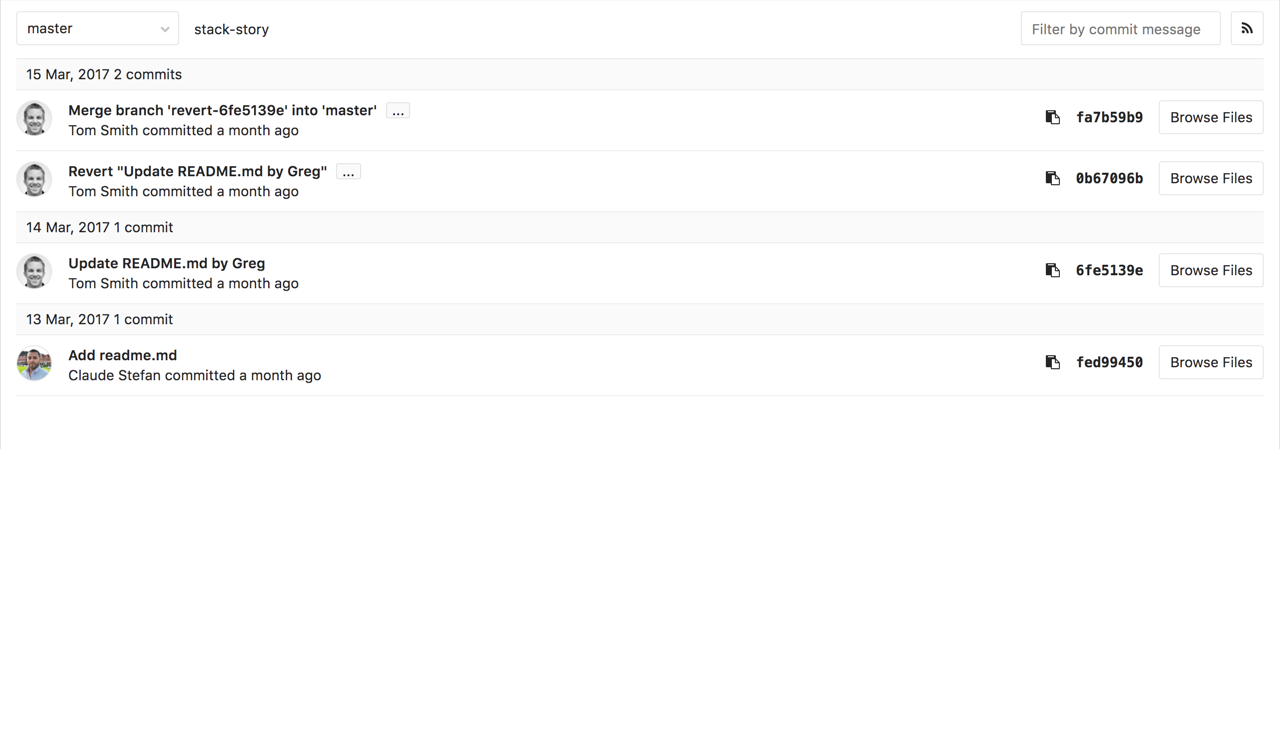 master stack-story Filter by commit message
15 Mar, 2017 2 commits
Merge branch 'revert-6fe5139e' into 'master' ...
Tom Smith committed a month ago
fa7b59b9 Browse Files
Revert "Update README.md by Greg" ...
Tom Smith committed a month ago
0b67096b Browse Files
14 Mar, 2017 1 commit
Update README.md by Greg
Tom Smith committed a month ago
6fe5139e Browse Files
13 Mar, 2017 1 commit
Add readme.md
Claude Stefan committed a month ago
fed99450 Browse Files